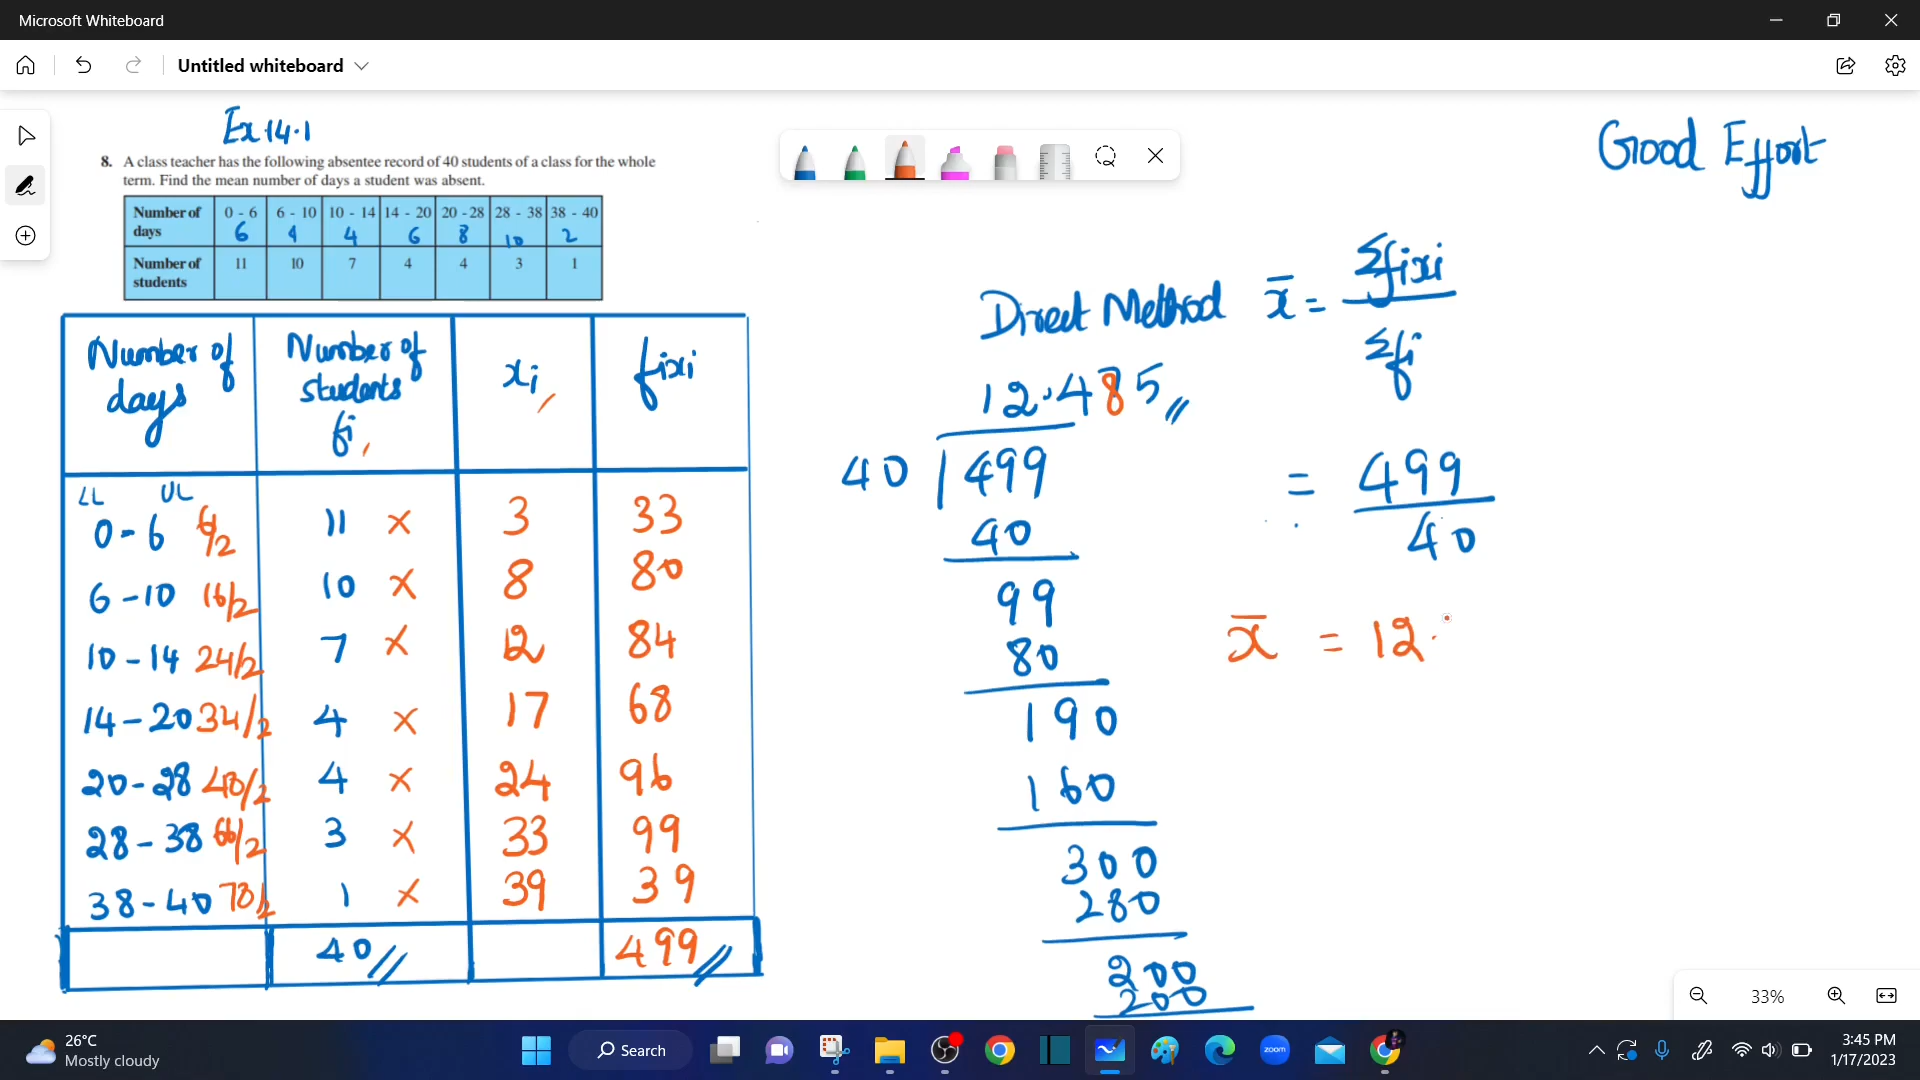 Microsoft Whiteboard
Untitled whiteboard
Ex 14.1
8. A class teacher has the following absentee record of 40 students of a class for the whole
term. Find the mean number of days a student was absent.
Number of days 0 - 6 6 - 10 10 - 14 14 - 20 20 - 28 28 - 38 38 - 40
6 4 4 6 8 10 2
Number of students 11 10 7 4 4 3 1
Number of days Number of students fi, xi, fixi
LL UL
0 - 6 6/2 11 × 3 33
6 - 10 16/2 10 × 8 80
10 - 14 24/2 7 × 12 84
14 - 20 34/2 4 × 17 68
20 - 28 48/2 4 × 24 96
28 - 38 66/2 3 × 33 99
38 - 40 78/2 1 × 39 39
40// 499//
Good Effort
Direct Method x̄ = Σfixi / Σfi
= 499 / 40
x̄ = 12.
40 499
40
99
80
190
160
300
280
200
200
33%
26°C
Mostly cloudy
Search
zoom
3:45 PM
1/17/2023